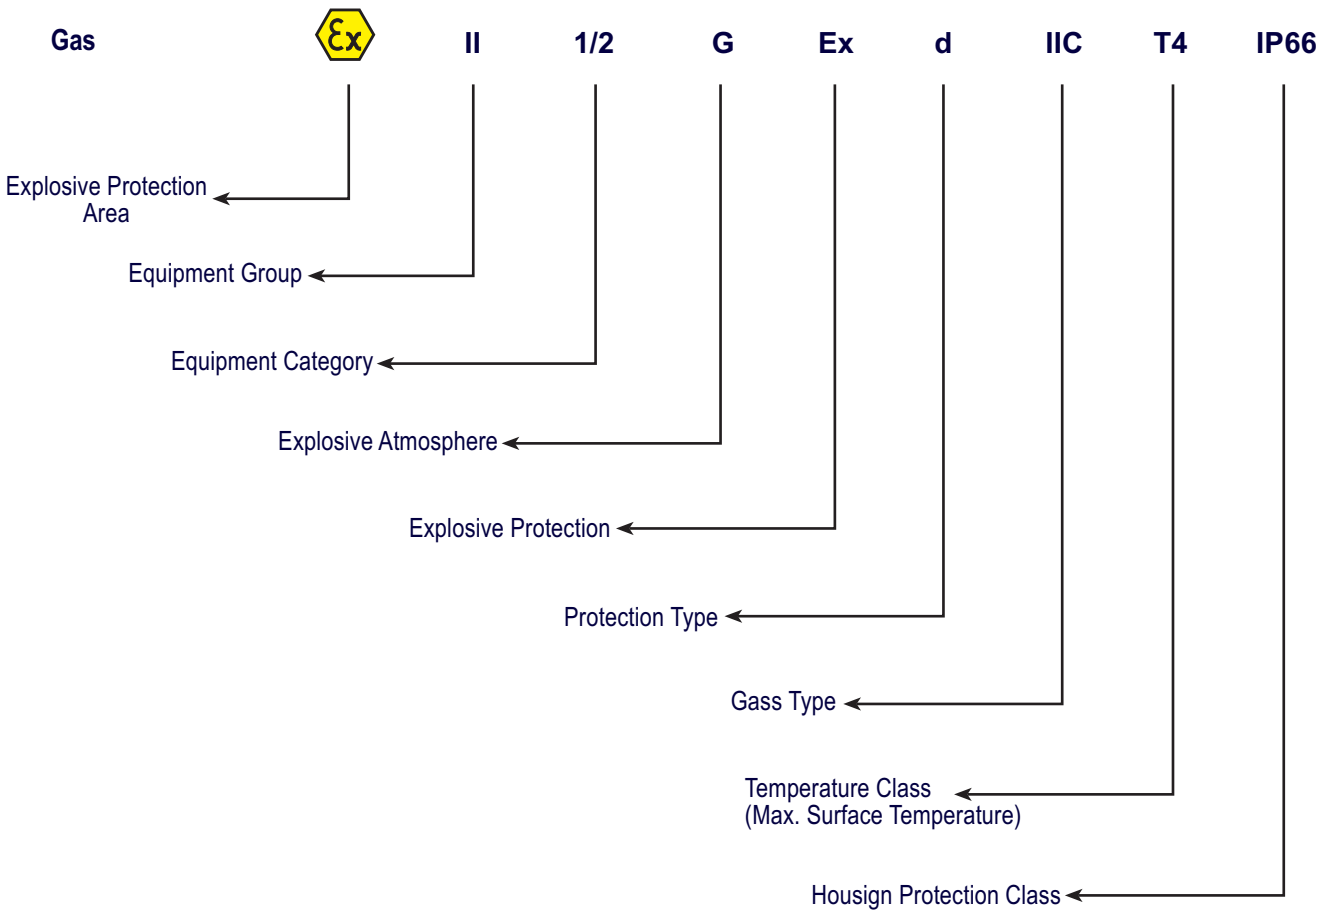 Gas Ex II 1/2 G Ex d IIC T4 IP66
Explosive Protection
Area
Equipment Group
Equipment Category
Explosive Atmosphere
Explosive Protection
Protection Type
Gass Type
Temperature Class
(Max. Surface Temperature)
Housign Protection Class